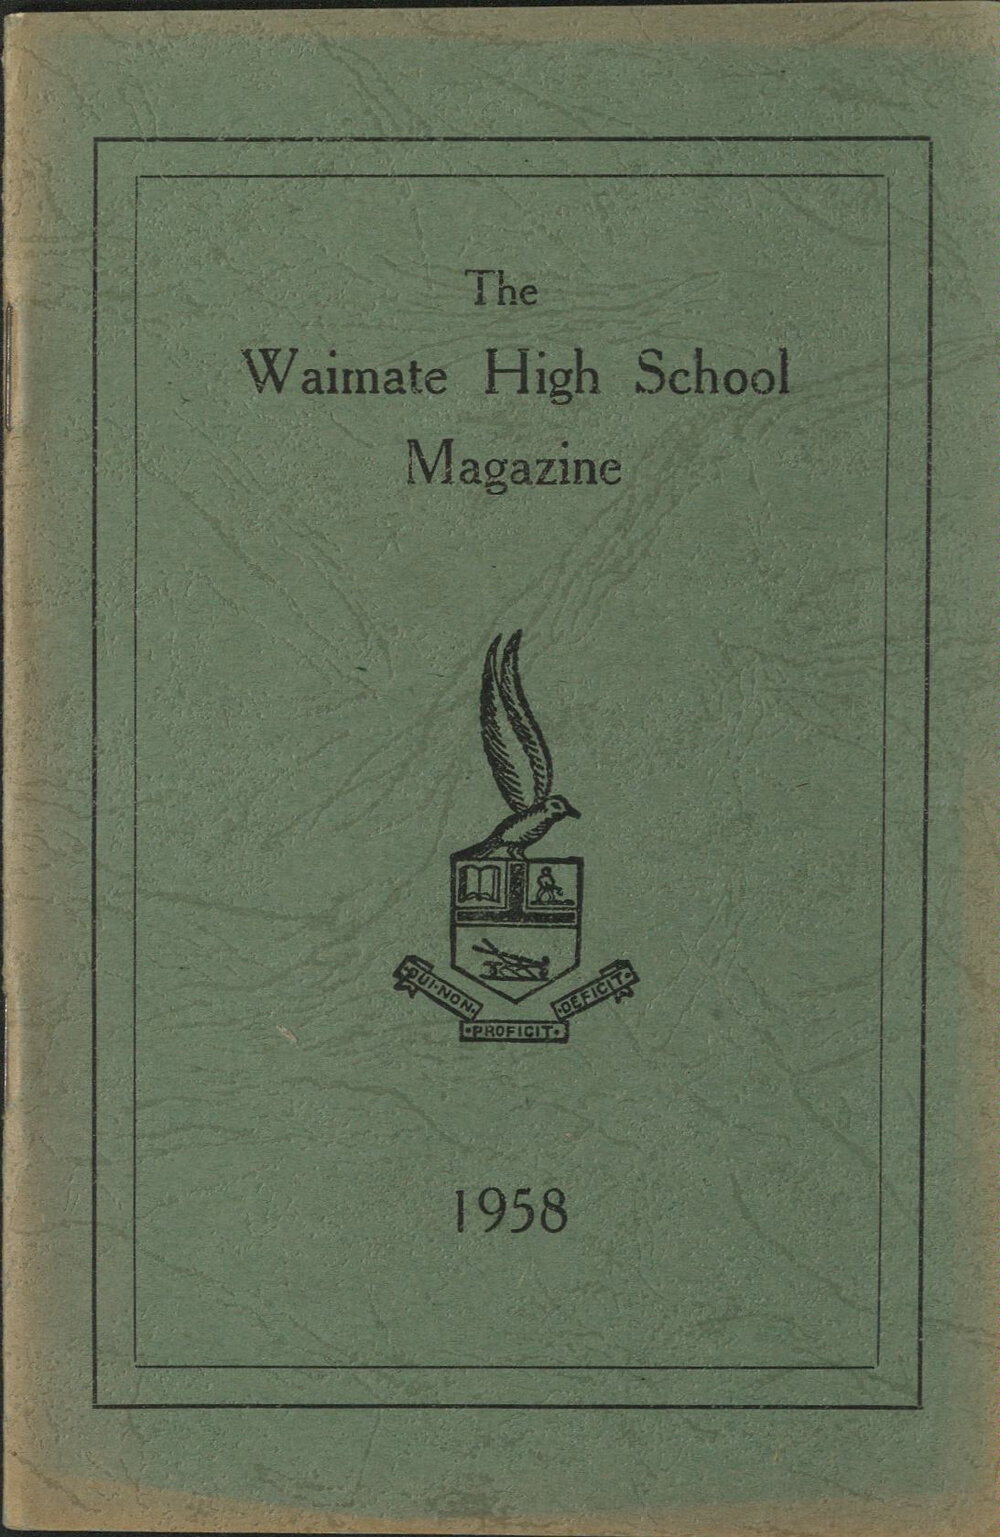 The
Waimate High School
Magazine
·QUI·NON·
·PROFICIT·
·DEFICIT·
1958